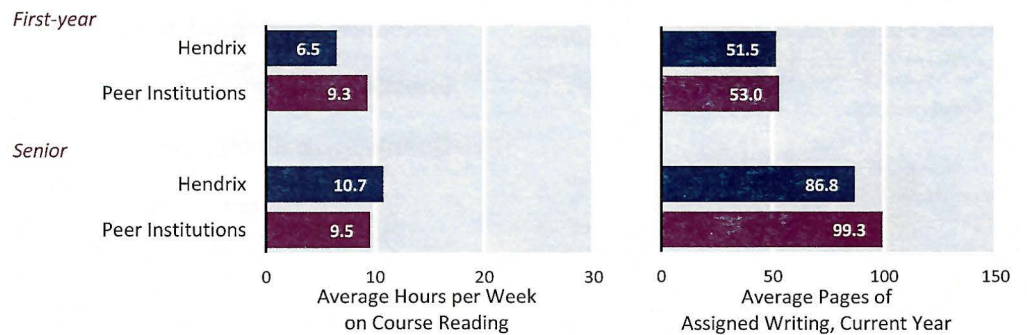 First-year
Hendrix 6.5 51.5
Peer Institutions 9.3 53.0
Senior
Hendrix 10.7 86.8
Peer Institutions 9.5 99.3
0 10 20 30 0 50 100 150
Average Hours per Week
on Course Reading
Average Pages of
Assigned Writing, Current Year